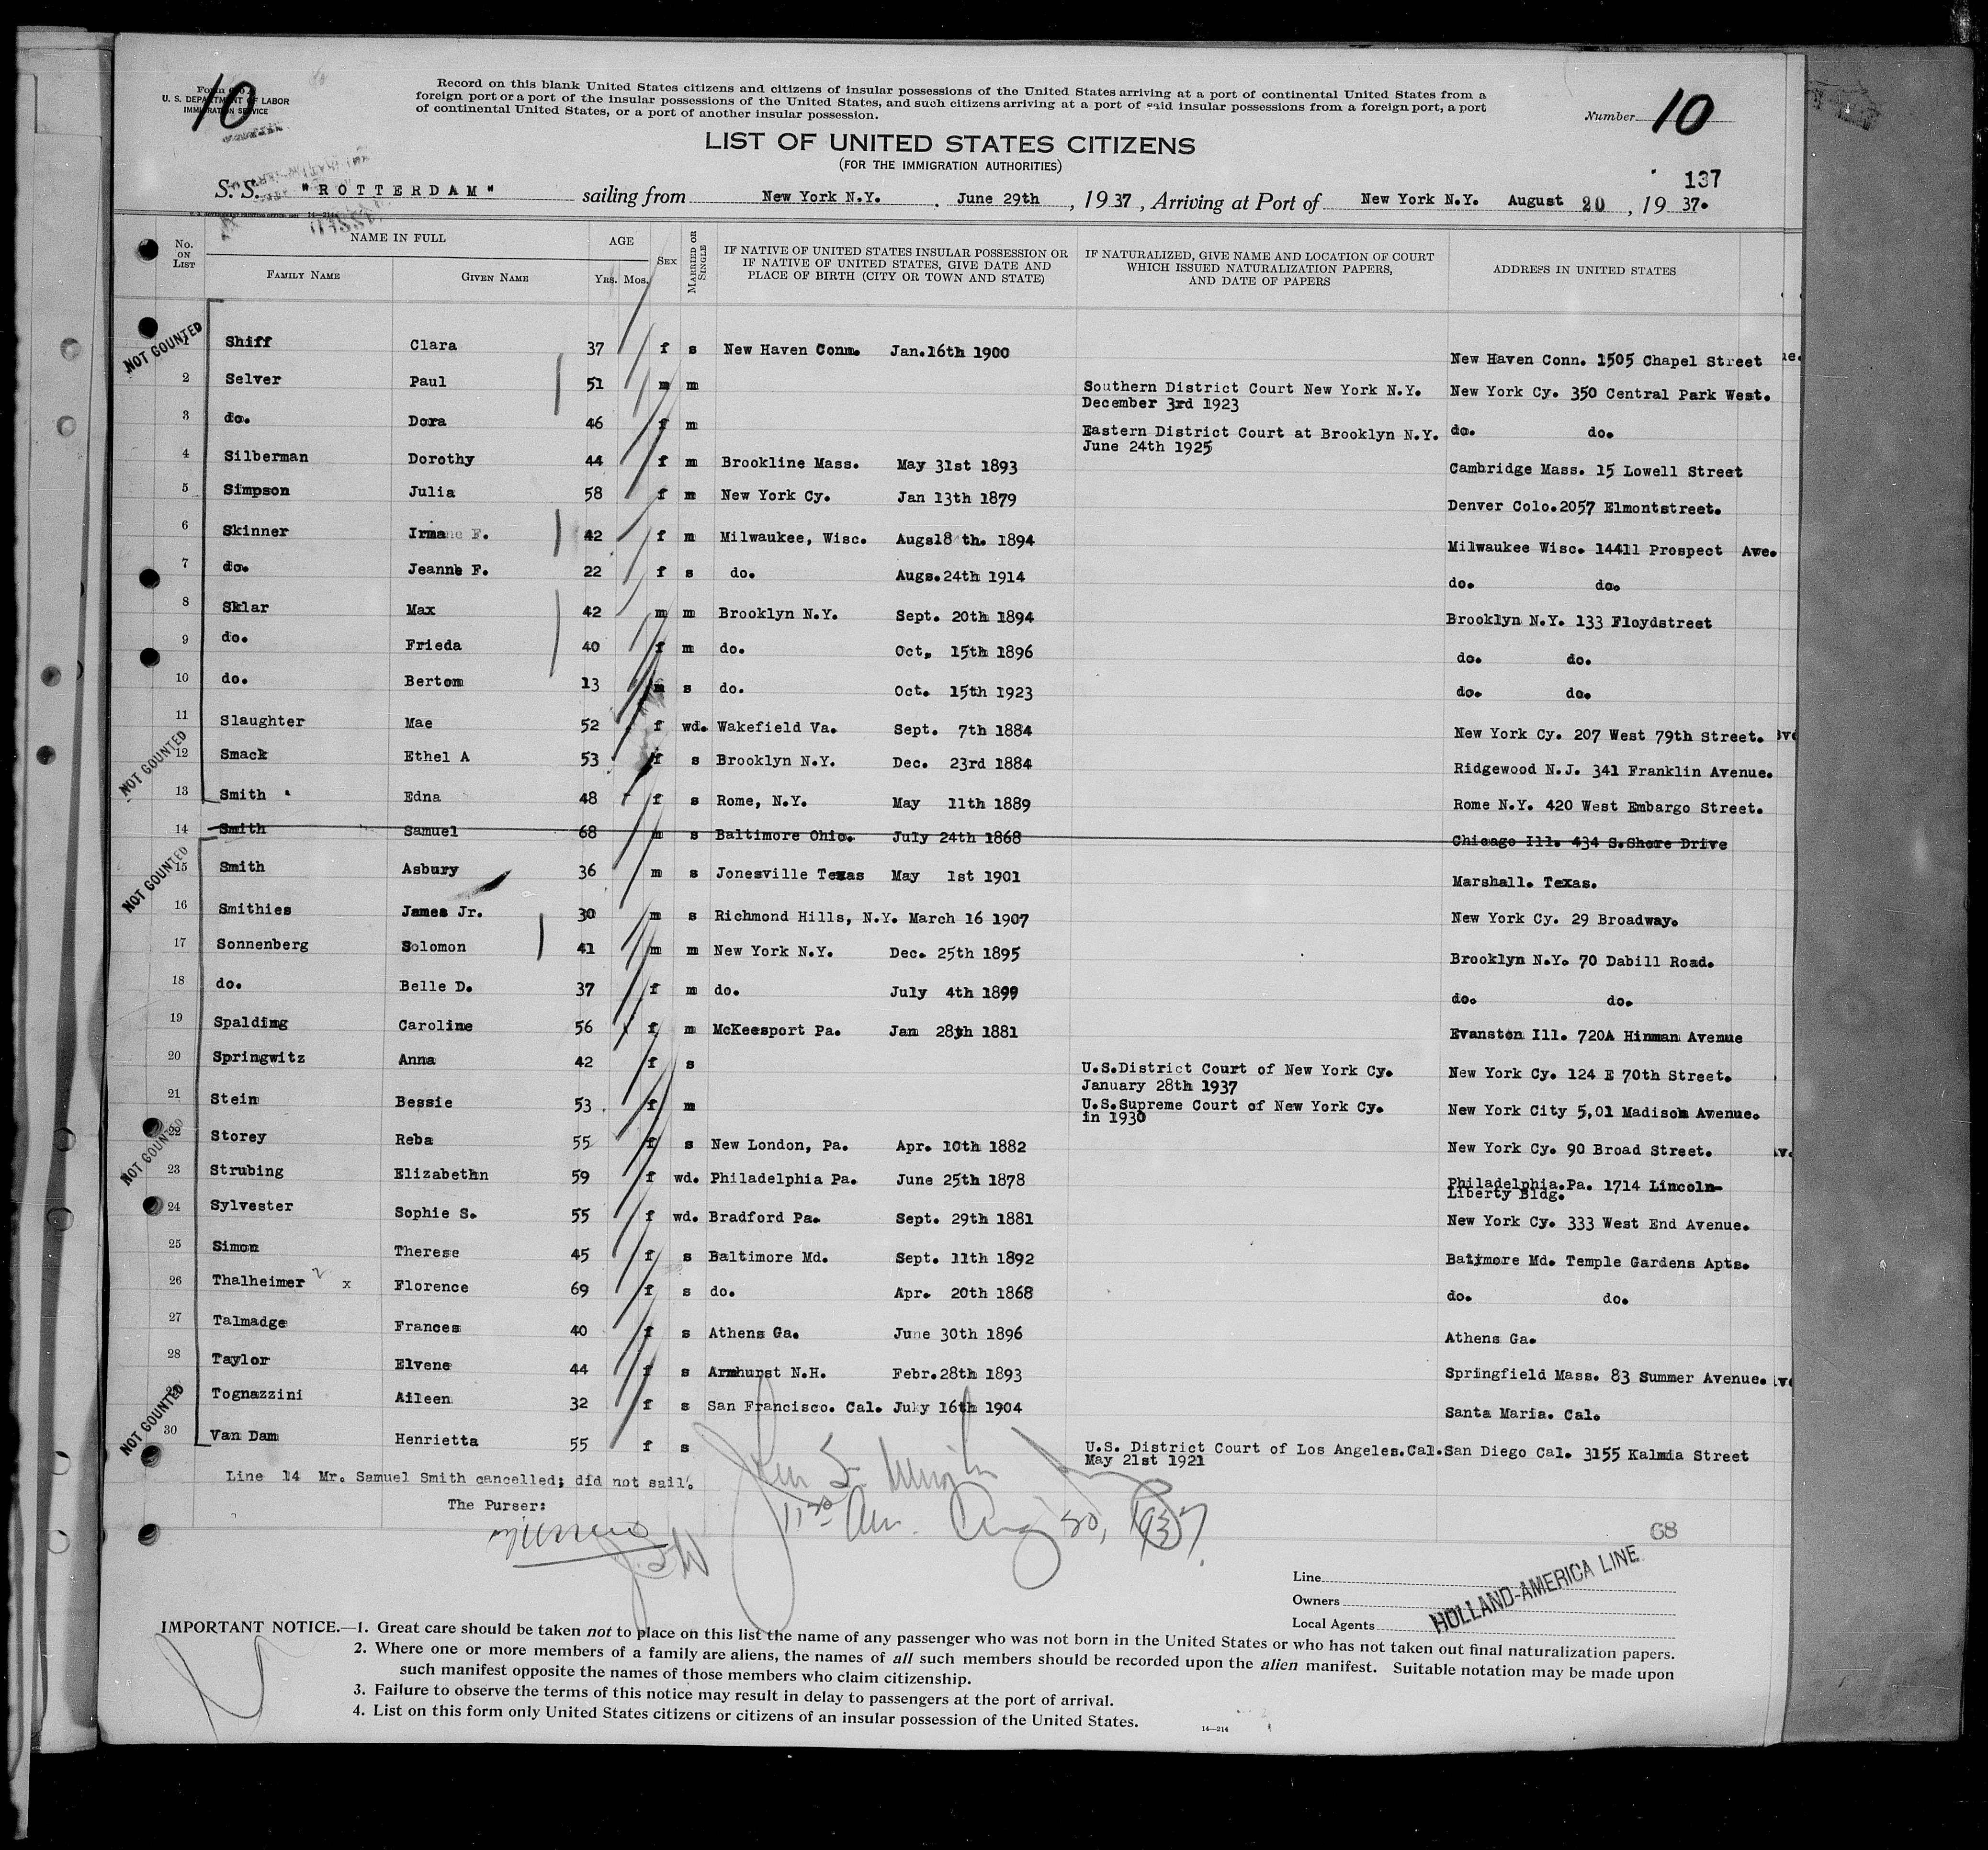 10
Form
U. S. DEPARTMENT OF LABOR
IMMIGRATION SERVICE
Record on this blank United States citizens and citizens of insular possessions of the United States arriving at a port of continental United States from a
foreign port or a port of the insular possessions of the United States, and such citizens arriving at a port of said insular possessions from a foreign port, a port
of continental United States, or a port of another insular possession.
Number 10
LIST OF UNITED STATES CITIZENS
(FOR THE IMMIGRATION AUTHORITIES)
137
S. S. "ROTTERDAM" sailing from New York N.Y. , June 29th , 19 37 , Arriving at Port of New York N.Y. August 20 , 19 37.
No. ON LIST
NAME IN FULL
FAMILY NAME GIVEN NAME
AGE
YRS. MOS.
SEX
MARRIED OR SINGLE
IF NATIVE OF UNITED STATES INSULAR POSSESSION OR
IF NATIVE OF UNITED STATES, GIVE DATE AND
PLACE OF BIRTH (CITY OR TOWN AND STATE)
IF NATURALIZED, GIVE NAME AND LOCATION OF COURT
WHICH ISSUED NATURALIZATION PAPERS,
AND DATE OF PAPERS
ADDRESS IN UNITED STATES
NOT COUNTED
1 Shiff Clara 37 f s New Haven Conn. Jan.16th 1900 New Haven Conn. 1505 Chapel Street
2 Selver Paul 51 m m Southern District Court New York N.Y. New York Cy. 350 Central Park West.
December 3rd 1923
3 do. Dora 46 f m Eastern District Court at Brooklyn N.Y. do. do.
June 24th 1925
4 Silberman Dorothy 44 f m Brookline Mass. May 31st 1893 Cambridge Mass. 15 Lowell Street
5 Simpson Julia 58 f m New York Cy. Jan 13th 1879 Denver Colo.2057 Elmontstreet.
6 Skinner Irmane F. 42 f m Milwaukee, Wisc. Augs18 th. 1894 Milwaukee Wisc. 14411 Prospect Ave.
7 do. Jeanne F. 22 f s do. Augs.24th 1914 do. do.
8 Sklar Max 42 m m Brooklyn N.Y. Sept. 20th 1894 Brooklyn N.Y. 133 Floydstreet
9 do. Frieda 40 f m do. Oct, 15th 1896 do. do.
10 do. Bertom 13 m s do. Oct. 15th 1923 do. do.
11 Slaughter Mae 52 f wd. Wakefield Va. Sept. 7th 1884 New York Cy. 207 West 79th Street.
NOT COUNTED
12 Smack Ethel A 53 f s Brooklyn N.Y. Dec. 23rd 1884 Ridgewood N.J. 341 Franklin Avenue.
13 Smith Edna 48 f s Rome, N.Y. May 11th 1889 Rome N.Y. 420 West Embargo Street.
14 Smith Samuel 68 m s Baltimore Ohio. July 24th 1868 Chicago Ill. 434 S.Shore Drive
NOT COUNTED
15 Smith Asbury 36 m s Jonesville Texas May 1st 1901 Marshall. Texas.
16 Smithies James Jr. 30 m s Richmond Hills, N.Y. March 16 1907 New York Cy. 29 Broadway.
17 Sonnenberg Solomon 41 m m New York N.Y. Dec. 25th 1895 Brooklyn N.Y. 70 Dabill Road.
18 do. Belle D. 37 f m do. July 4th 1899 do. do.
19 Spalding Caroline 56 f m McKeesport Pa. Jan 28th 1881 Evanston Ill. 720A Hinman Avenue
20 Springwitz Anna 42 f s U.S.District Court of New York Cy. New York Cy. 124 E 70th Street.
January 28th 1937
21 Stein Bessie 53 f m U.S.Supreme Court of New York Cy. New York City 5,01 Madison Avenue.
in 1930
NOT COUNTED
22 Storey Reba 55 f s New London, Pa. Apr. 10th 1882 New York Cy. 90 Broad Street.
23 Strubing Elizabethn 59 f wd. Philadelphia Pa. June 25th 1878 Philadelphia.Pa. 1714 Lincoln-
Liberty Bldg.
24 Sylvester Sophie S. 55 f wd. Bradford Pa. Sept. 29th 1881 New York Cy. 333 West End Avenue.
25 Simon Therese 45 f s Baltimore Md. Sept. 11th 1892 Batimore Md. Temple Gardens Apts.
26 Thalheimer x Florence 69 f s do. Apr. 20th 1868 do. do.
27 Talmadge Frances 40 f s Athens Ga. June 30th 1896 Athens Ga.
28 Taylor Elvene 44 f s Armhurst N.H. Febr.28th 1893 Springfield Mass. 83 Summer Avenue.
NOT COUNTED
29 Tognazzini Aileen 32 f s San Francisco. Cal. July 16th 1904 Santa Maria. Cal.
30 Van Dam Henrietta 55 f s U.S. District Court of Los Angeles.Cal. San Diego Cal. 3155 Kalmia Street
May 21st 1921
Line 14 Mr. Samuel Smith cancelled; did not sail.
The Purser:
Aug 20, 1937.
68
Line
Owners
Local Agents
HOLLAND-AMERICA LINE
IMPORTANT NOTICE.—1. Great care should be taken not to place on this list the name of any passenger who was not born in the United States or who has not taken out final naturalization papers.
2. Where one or more members of a family are aliens, the names of all such members should be recorded upon the alien manifest. Suitable notation may be made upon
such manifest opposite the names of those members who claim citizenship.
3. Failure to observe the terms of this notice may result in delay to passengers at the port of arrival.
4. List on this form only United States citizens or citizens of an insular possession of the United States.
14—214